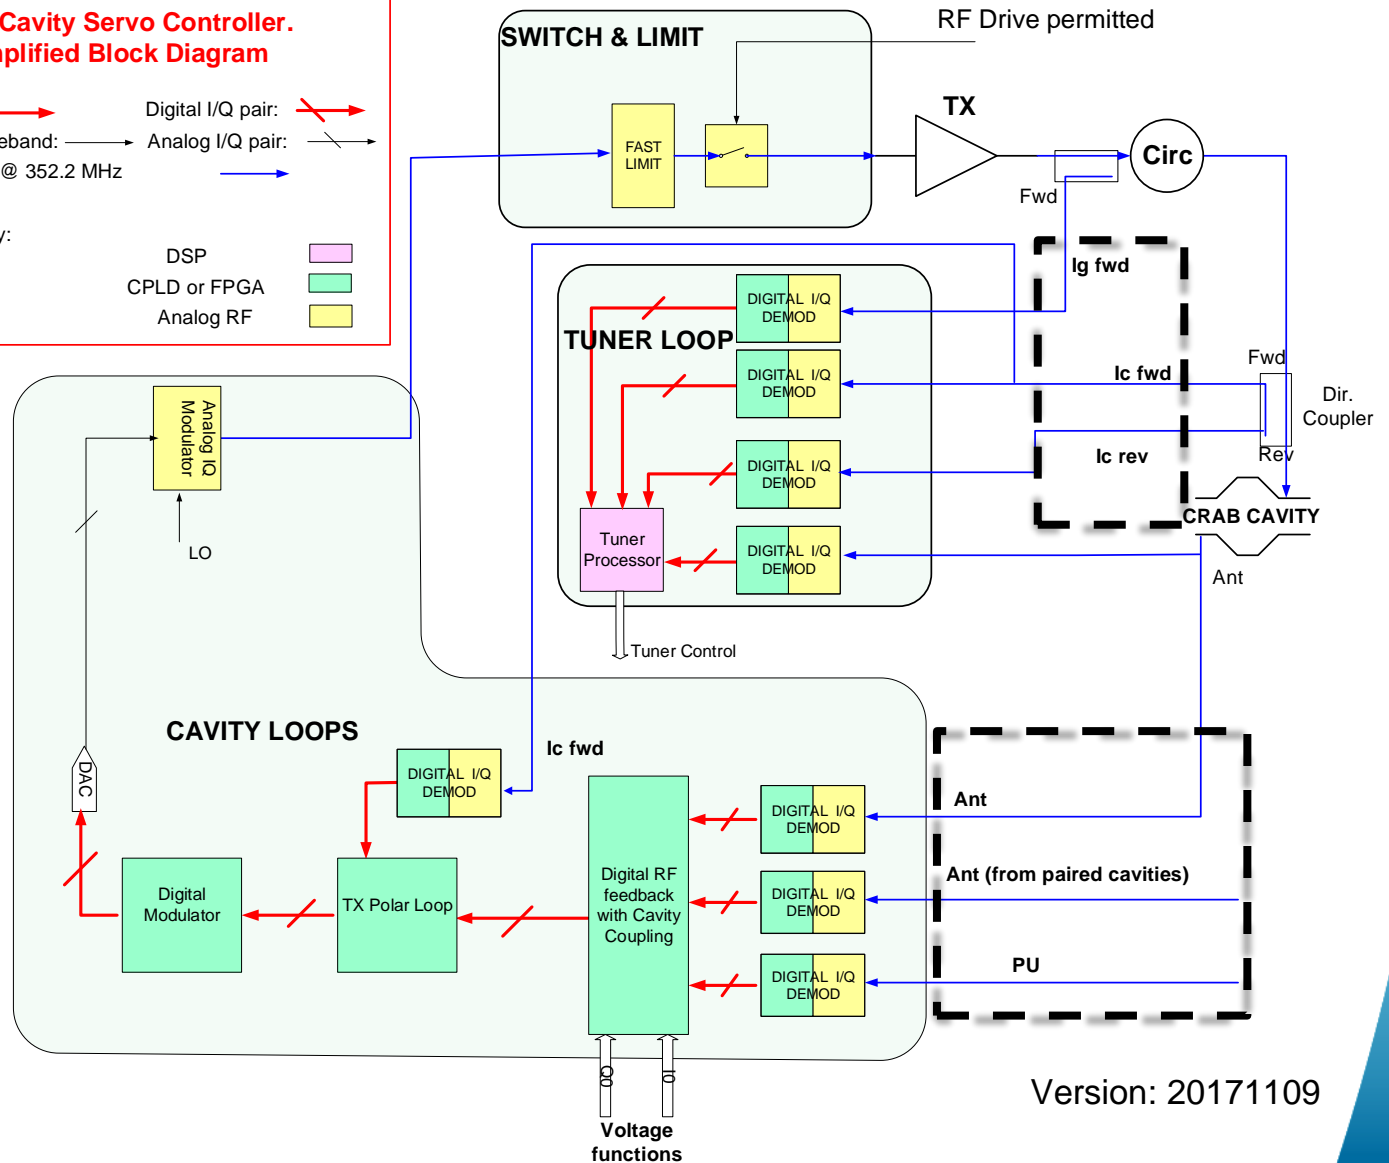 Cavity Servo Controller.
plified Block Diagram
Digital I/Q pair:
eband:
Analog I/Q pair:
@ 352.2 MHz
y:
DSP
CPLD or FPGA
Analog RF
SWITCH & LIMIT
RF Drive permitted
FAST
LIMIT
TX
Circ
Fwd
Ig fwd
TUNER LOOP
DIGITAL I/Q
DEMOD
DIGITAL I/Q
DEMOD
DIGITAL I/Q
DEMOD
DIGITAL I/Q
DEMOD
Ic fwd
Fwd
Dir.
Coupler
Ic rev
Rev
CRAB CAVITY
Ant
Tuner
Processor
Tuner Control
Analog IQ
Modulator
LO
CAVITY LOOPS
DAC
Ic fwd
DIGITAL I/Q
DEMOD
Digital
Modulator
TX Polar Loop
Digital RF
feedback
with Cavity
Coupling
DIGITAL I/Q
DEMOD
DIGITAL I/Q
DEMOD
DIGITAL I/Q
DEMOD
Ant
Ant (from paired cavities)
PU
Q0
I0
Voltage
functions
Version: 20171109